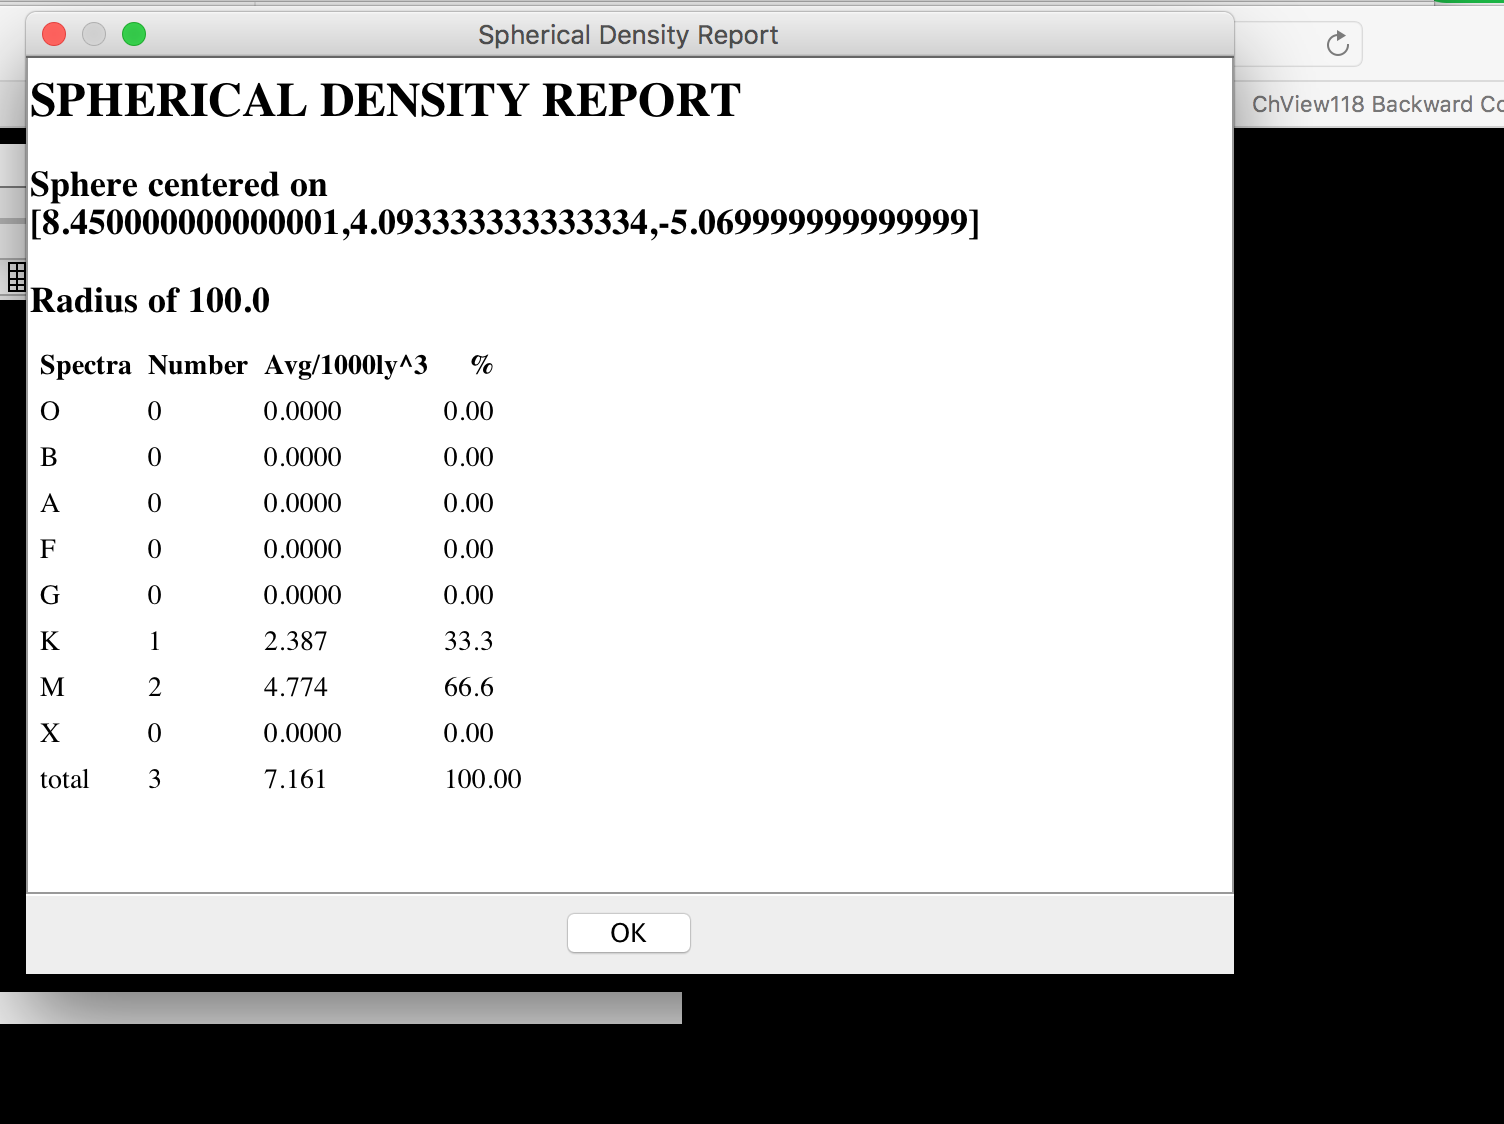 Spherical Density Report
ChView118 Backward Co
SPHERICAL DENSITY REPORT
Sphere centered on
[8.450000000000001,4.093333333333334,-5.069999999999999]
Radius of 100.0
Spectra Number Avg/1000ly^3 %
O 0 0.0000 0.00
B 0 0.0000 0.00
A 0 0.0000 0.00
F 0 0.0000 0.00
G 0 0.0000 0.00
K 1 2.387 33.3
M 2 4.774 66.6
X 0 0.0000 0.00
total 3 7.161 100.00
OK